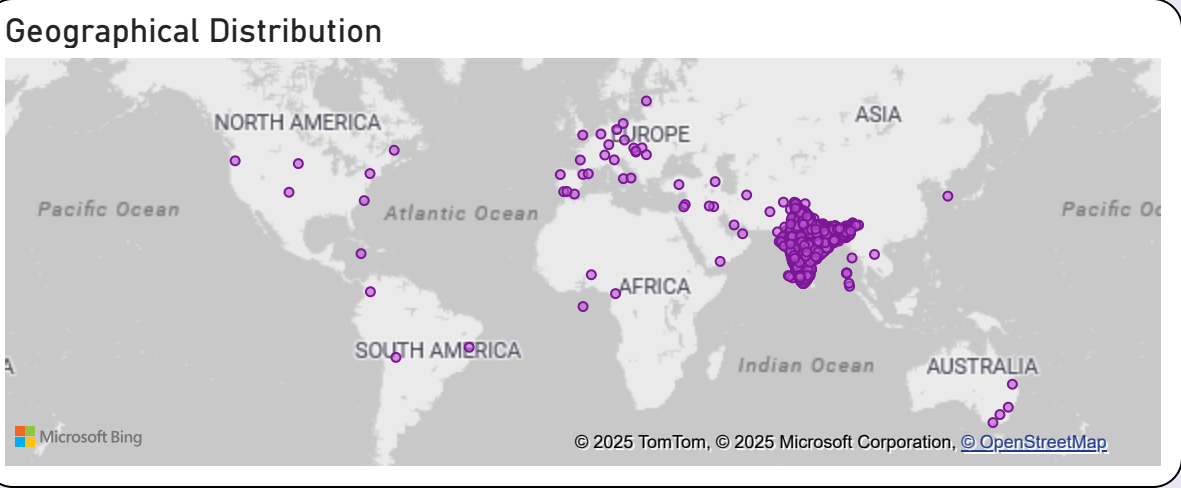 Geographical Distribution
NORTH AMERICA
EUROPE
ASIA
Pacific Ocean
Atlantic Ocean
Pacific Oc
AFRICA
SOUTH AMERICA
Indian Ocean
AUSTRALIA
A
Microsoft Bing
© 2025 TomTom, © 2025 Microsoft Corporation, © OpenStreetMap